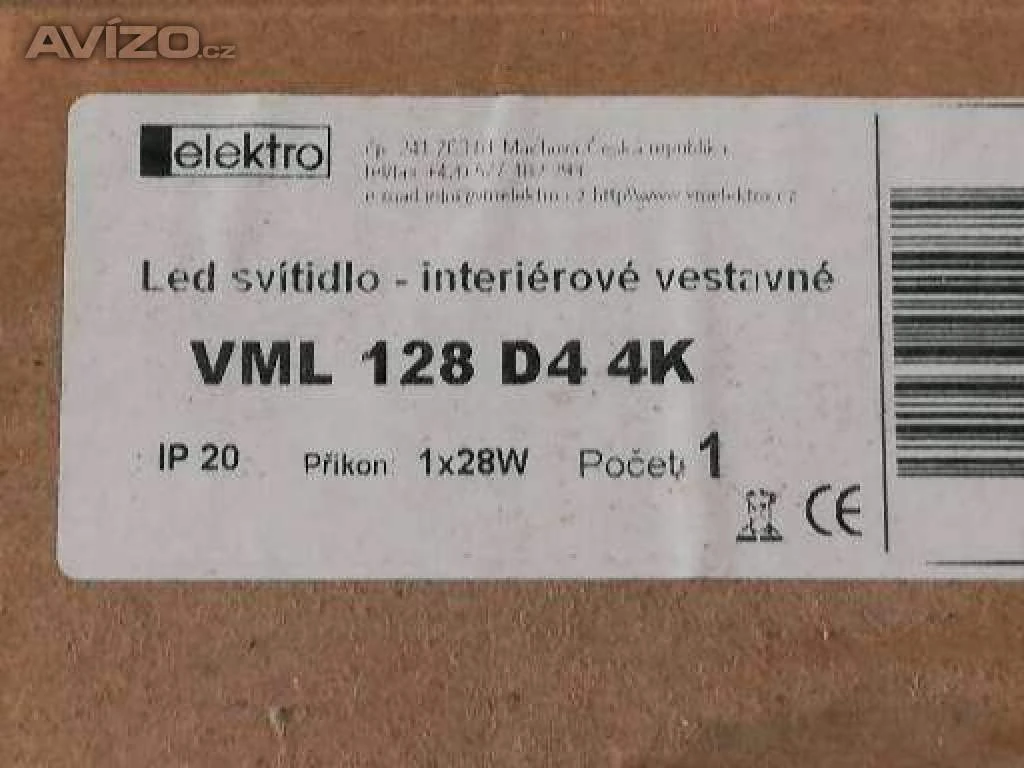 AVÍZO.cz
elektro
Led svítidlo - interiérové vestavné
VML 128 D4 4K
IP 20 Příkon: 1x28W Počet: 1
CE